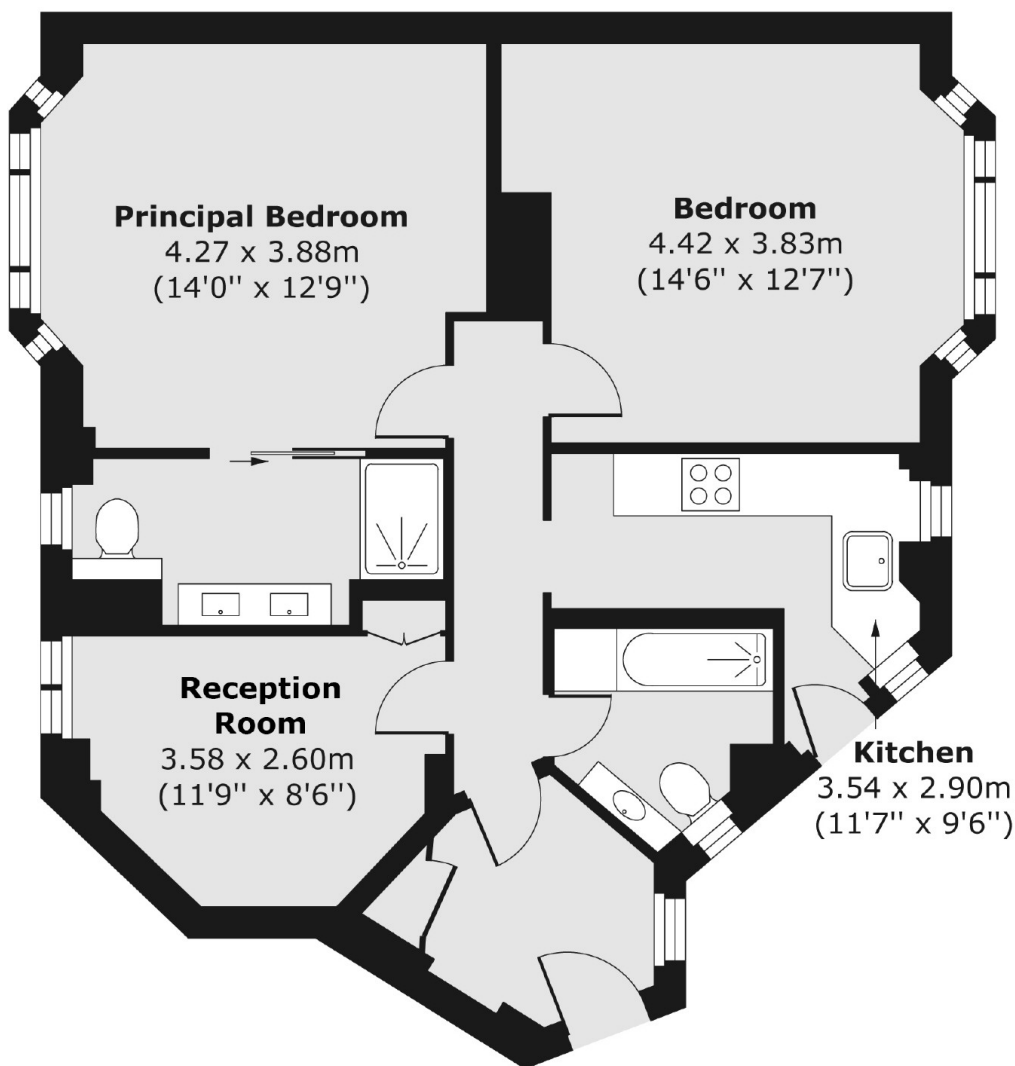 Principal Bedroom
4.27 x 3.88m
(14'0'' x 12'9'')
Bedroom
4.42 x 3.83m
(14'6'' x 12'7'')
Reception
Room
3.58 x 2.60m
(11'9'' x 8'6'')
Kitchen
3.54 x 2.90m
(11'7'' x 9'6'')